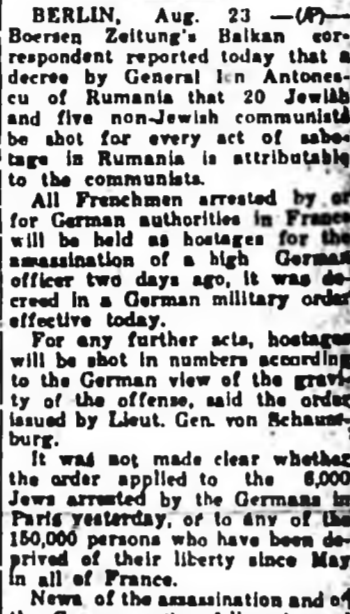 BERLIN, Aug. 23 —(AP)—
Boersen Zeitung's Balkan cor-
respondent reported today that a
decree by General Ion Antones-
cu of Rumania that 20 Jewish
and five non-Jewish communists
be shot for every act of sabo-
tage in Rumania is attributable
to the communists.
All Frenchmen arrested by or
for German authorities in France
will be held as hostages for the
assassination of a high German
officer two days ago, it was de-
creed in a German military order
effective today.
For any further acts, hostages
will be shot in numbers according
to the German view of the gravi-
ty of the offense, said the order
issued by Lieut. Gen. von Schaum-
burg.
It was not made clear whether
the order applied to the 6,000
Jews arrested by the Germans in
Paris yesterday, or to any of the
150,000 persons who have been de-
prived of their liberty since May
in all of France.
News of the assassination and of